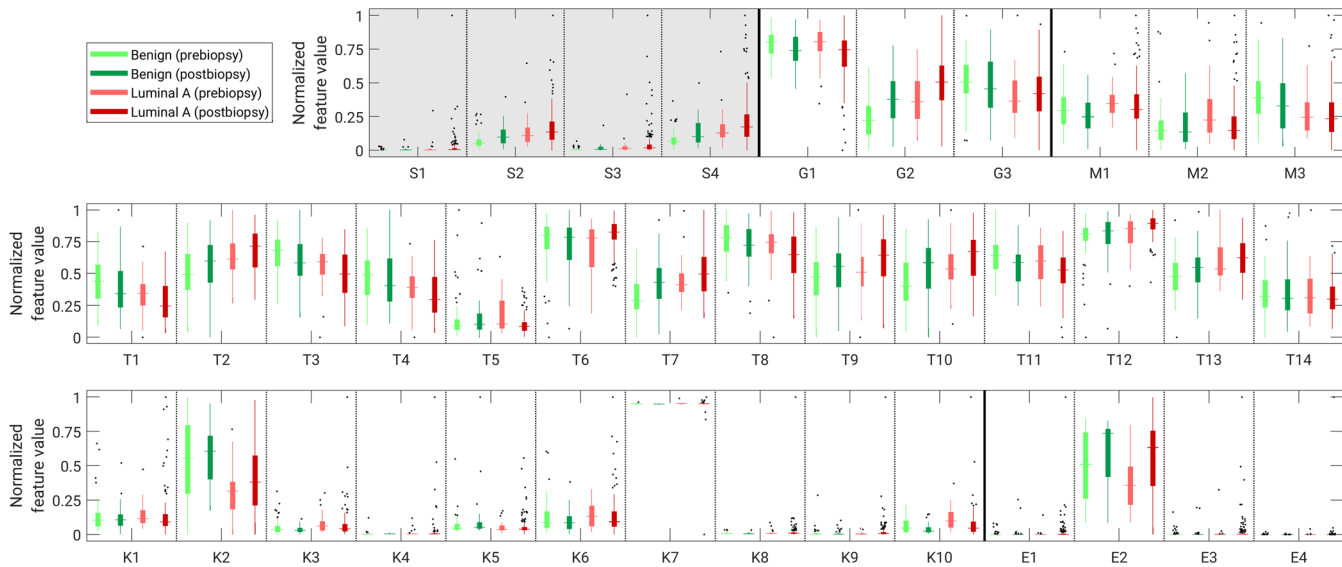 Benign (prebiopsy)
Benign (postbiopsy)
Luminal A (prebiopsy)
Luminal A (postbiopsy)
Normalized
feature value
1
0.75
0.5
0.25
0
S1 S2 S3 S4 G1 G2 G3 M1 M2 M3
Normalized
feature value
1
0.75
0.5
0.25
0
T1 T2 T3 T4 T5 T6 T7 T8 T9 T10 T11 T12 T13 T14
Normalized
feature value
1
0.75
0.5
0.25
0
K1 K2 K3 K4 K5 K6 K7 K8 K9 K10 E1 E2 E3 E4